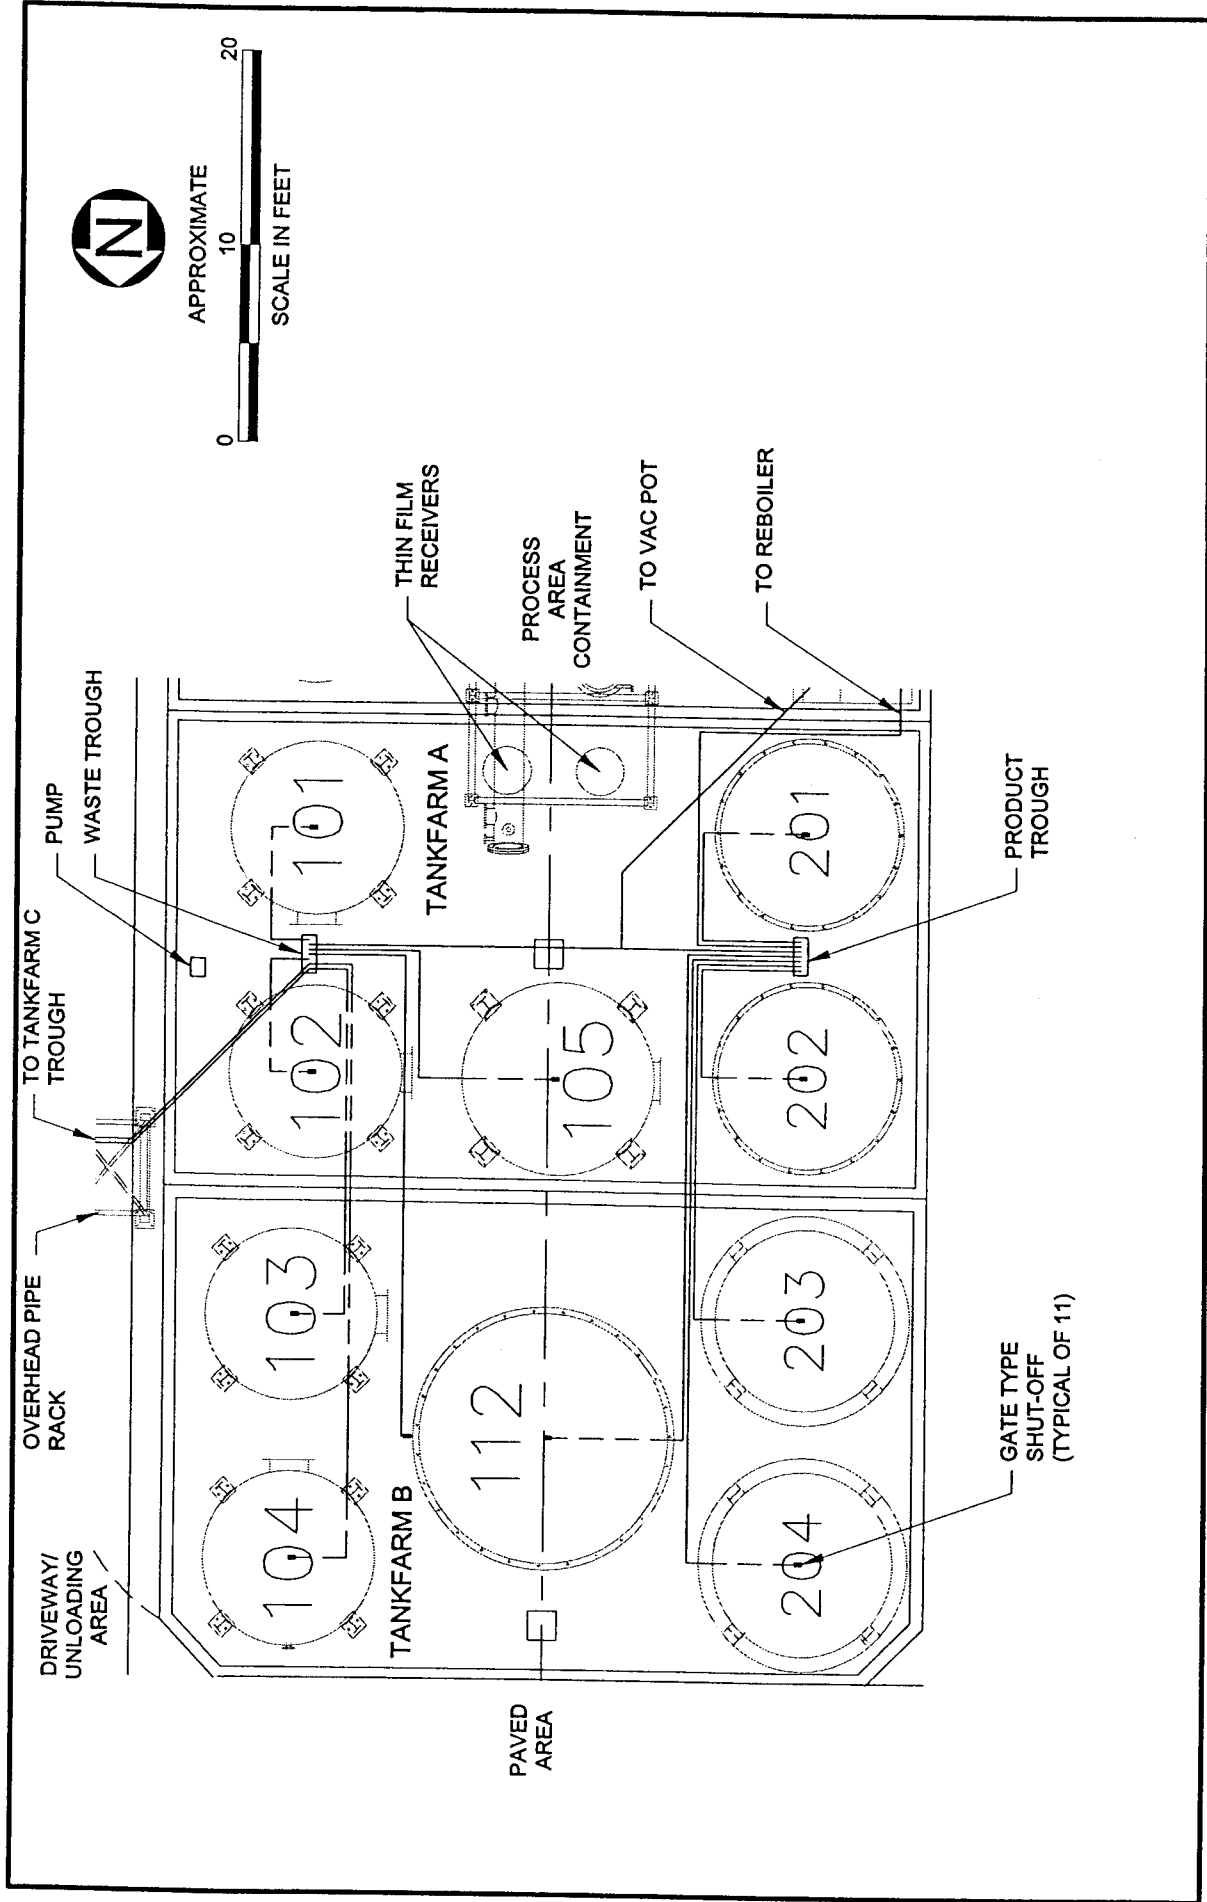 DRIVEWAY/
UNLOADING
AREA
OVERHEAD PIPE
RACK
TO TANKFARM C
TROUGH
PUMP
WASTE TROUGH
N
APPROXIMATE
0 10 20
SCALE IN FEET
104
103
102
101
TANKFARM B
TANKFARM A
THIN FILM
RECEIVERS
PAVED
AREA
112
105
PROCESS
AREA
CONTAINMENT
TO VAC POT
TO REBOILER
204
203
202
201
GATE TYPE
SHUT-OFF
(TYPICAL OF 11)
PRODUCT
TROUGH